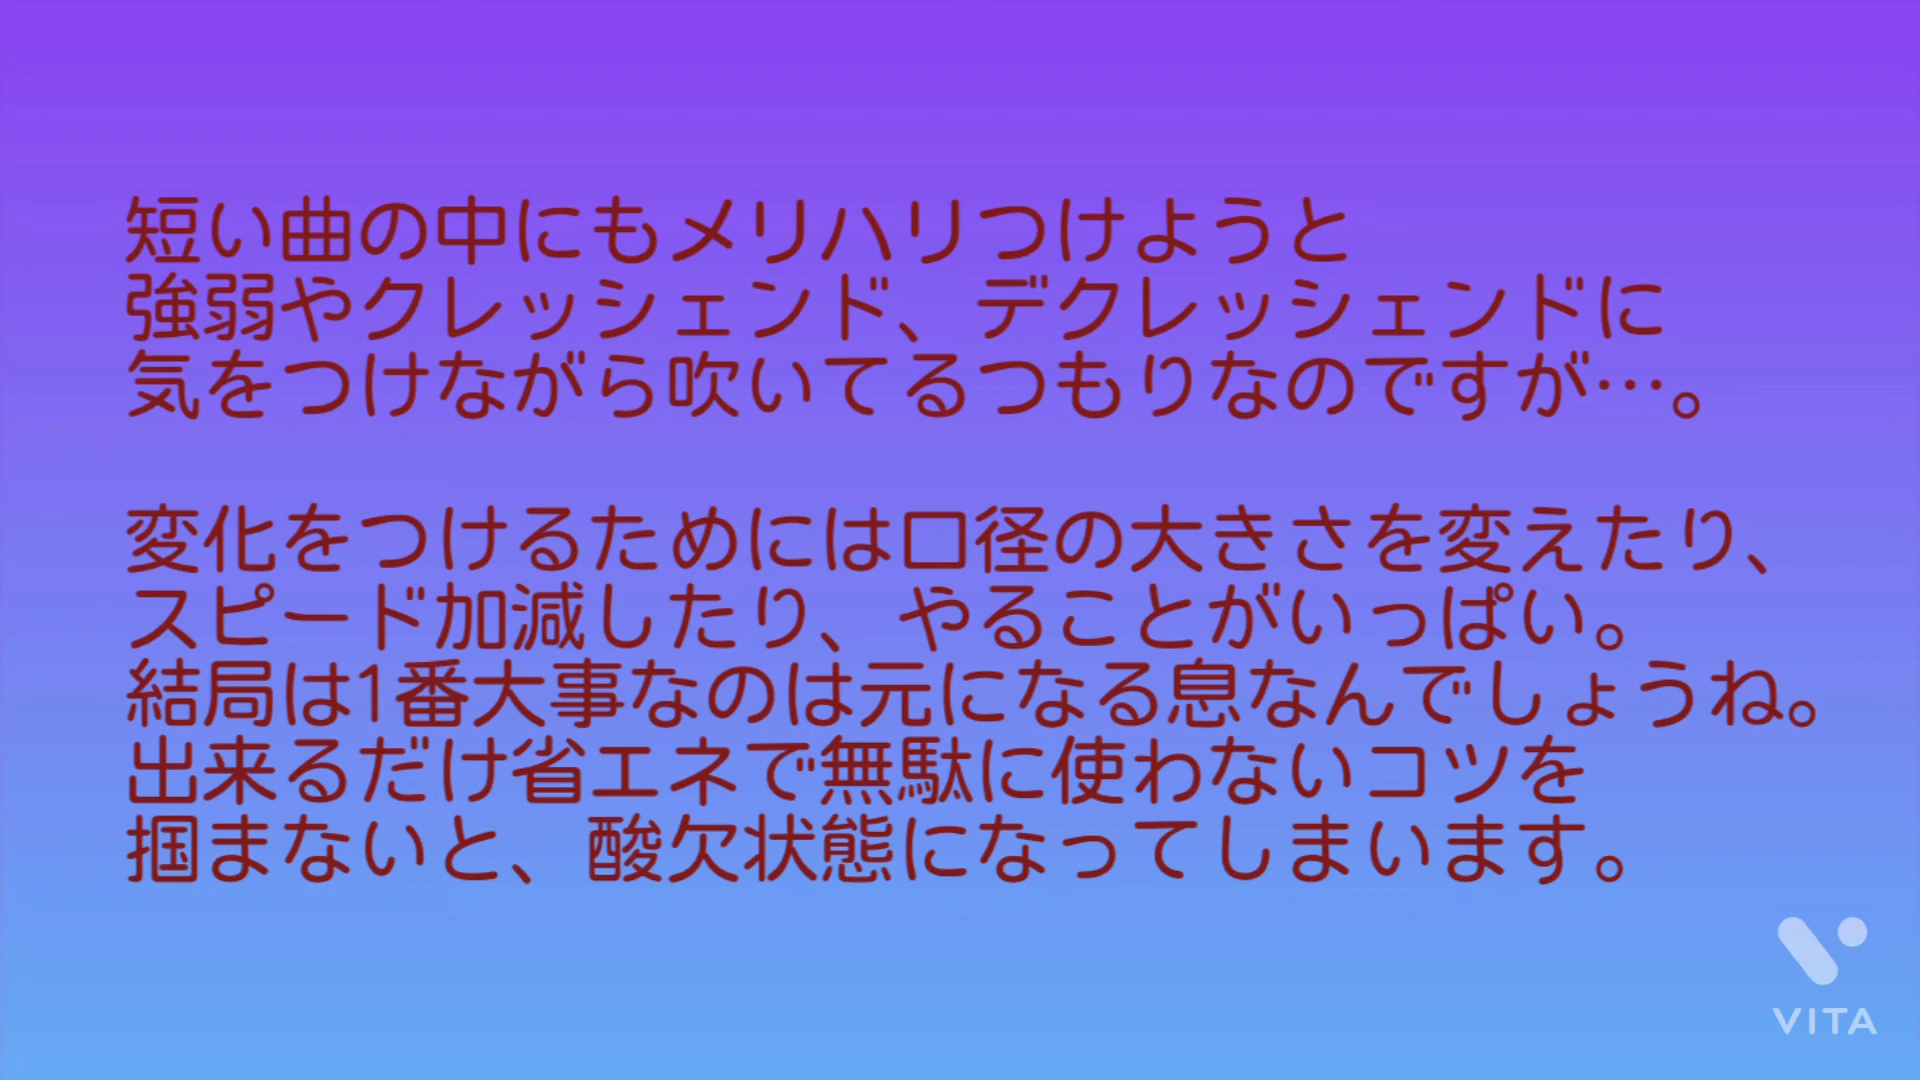 短い曲の中にもメリハリつけようと
強弱やクレッシェンド、デクレッシェンドに
気をつけながら吹いてるつもりなのですが…。
変化をつけるためには口径の大きさを変えたり、
スピード加減したり、やることがいっぱい。
結局は1番大事なのは元になる息なんでしょうね。
出来るだけ省エネで無駄に使わないコツを
掴まないと、酸欠状態になってしまいます。
VITA